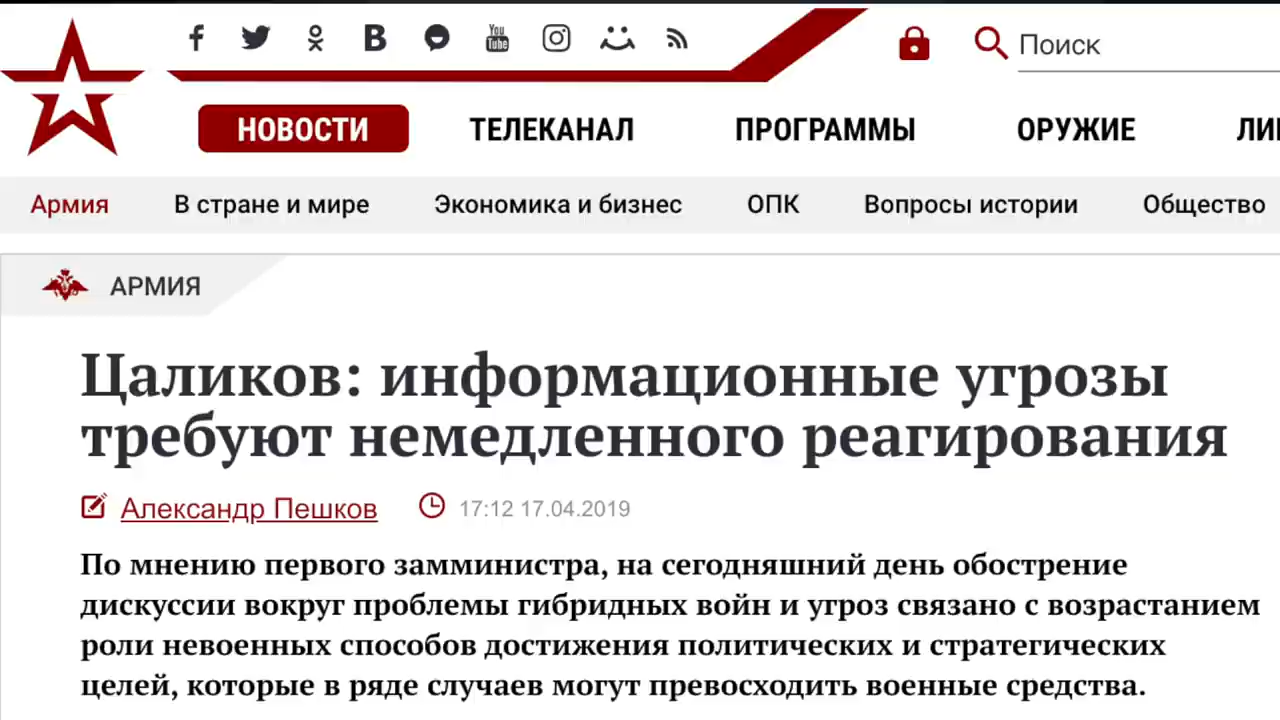 You Tube
Поиск
НОВОСТИ ТЕЛЕКАНАЛ ПРОГРАММЫ ОРУЖИЕ
Армия В стране и мире Экономика и бизнес ОПК Вопросы истории Общество
АРМИЯ
Цаликов: информационные угрозы
требуют немедленного реагирования
Александр Пешков 17:12 17.04.2019
По мнению первого замминистра, на сегодняшний день обострение
дискуссии вокруг проблемы гибридных войн и угроз связано с возрастанием
роли невоенных способов достижения политических и стратегических
целей, которые в ряде случаев могут превосходить военные средства.